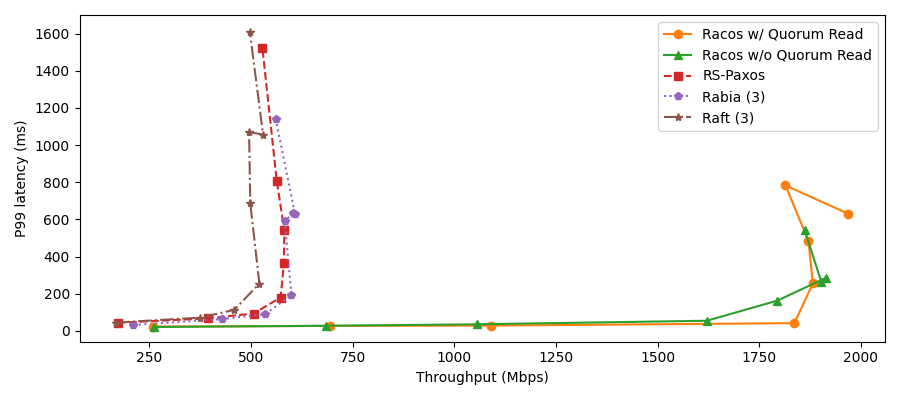 1600
1400
1200
1000
800
600
400
200
0
P99 latency (ms)
250
500
750
1000
1250
1500
1750
2000
Throughput (Mbps)
Racos w/ Quorum Read
Racos w/o Quorum Read
RS-Paxos
Rabia (3)
Raft (3)